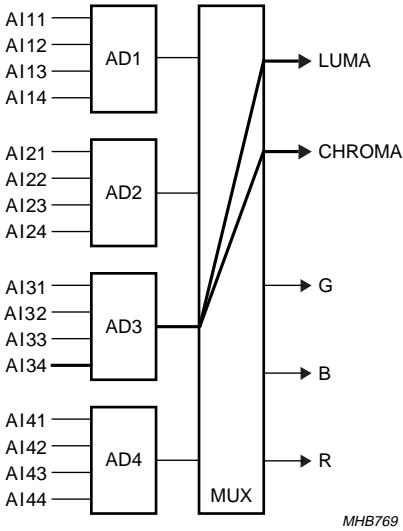 AI11
AI12
AI13
AI14
AD1
AI21
AI22
AI23
AI24
AD2
AI31
AI32
AI33
AI34
AD3
AI41
AI42
AI43
AI44
AD4
MUX
LUMA
CHROMA
G
B
R
MHB769